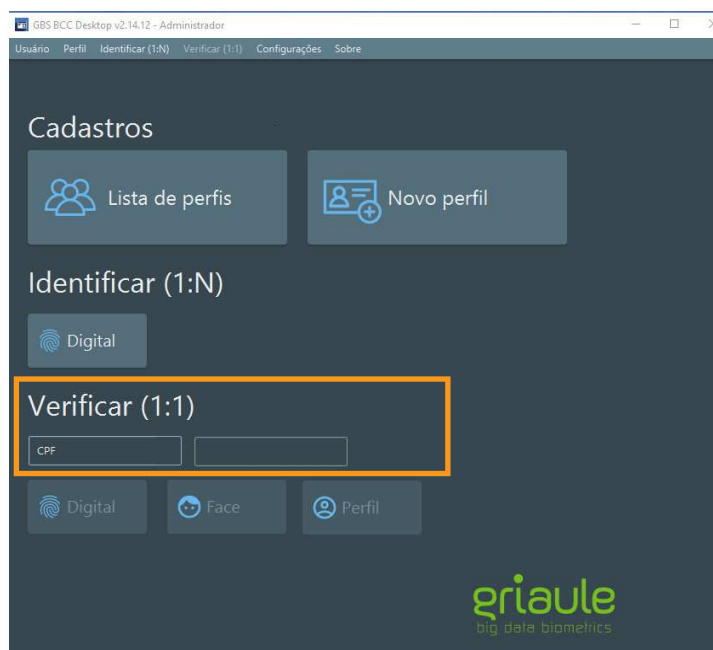 GBS BCC Desktop v2.14.12 - Administrador
Usuário Perfil Identificar (1:N) Verificar (1:1) Configurações Sobre
Cadastros
Lista de perfis Novo perfil
Identificar (1:N)
Digital
Verificar (1:1)
CPF
Digital Face Perfil
griaule
big data biometrics